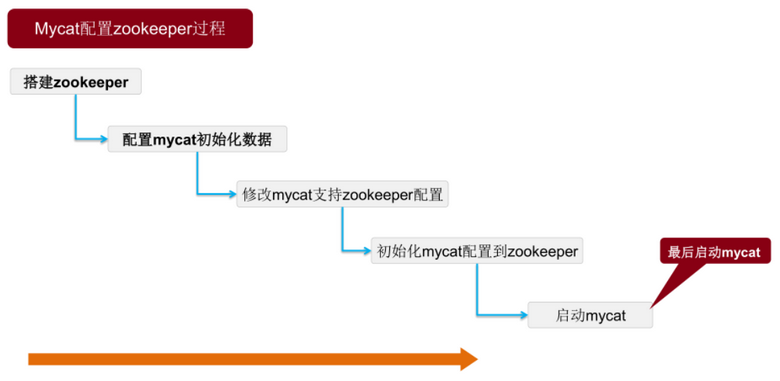 Mycat配置zookeeper过程
搭建zookeeper
配置mycat初始化数据
修改mycat支持zookeeper配置
初始化mycat配置到zookeeper
最后启动mycat
启动mycat